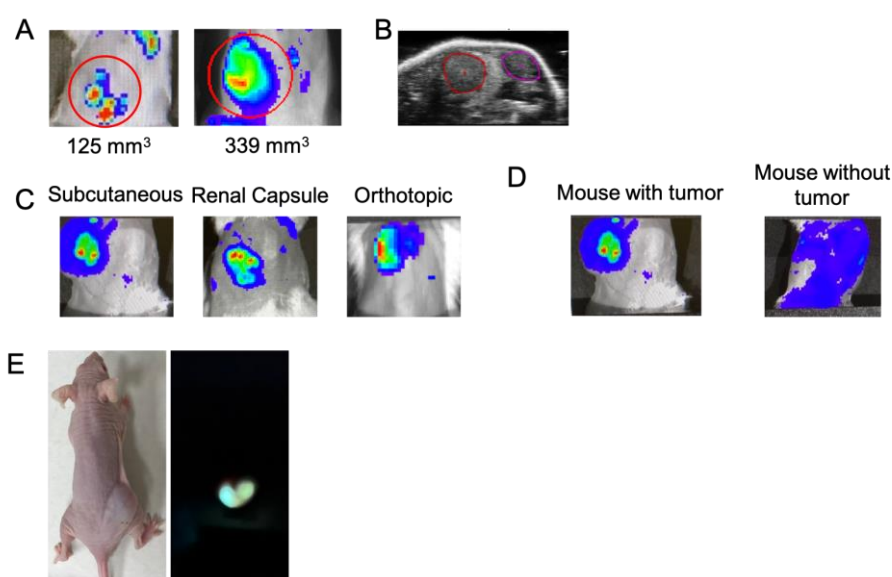 A
B
125 mm³
339 mm³
C
Subcutaneous
Renal Capsule
Orthotopic
D
Mouse with tumor
Mouse without
tumor
E